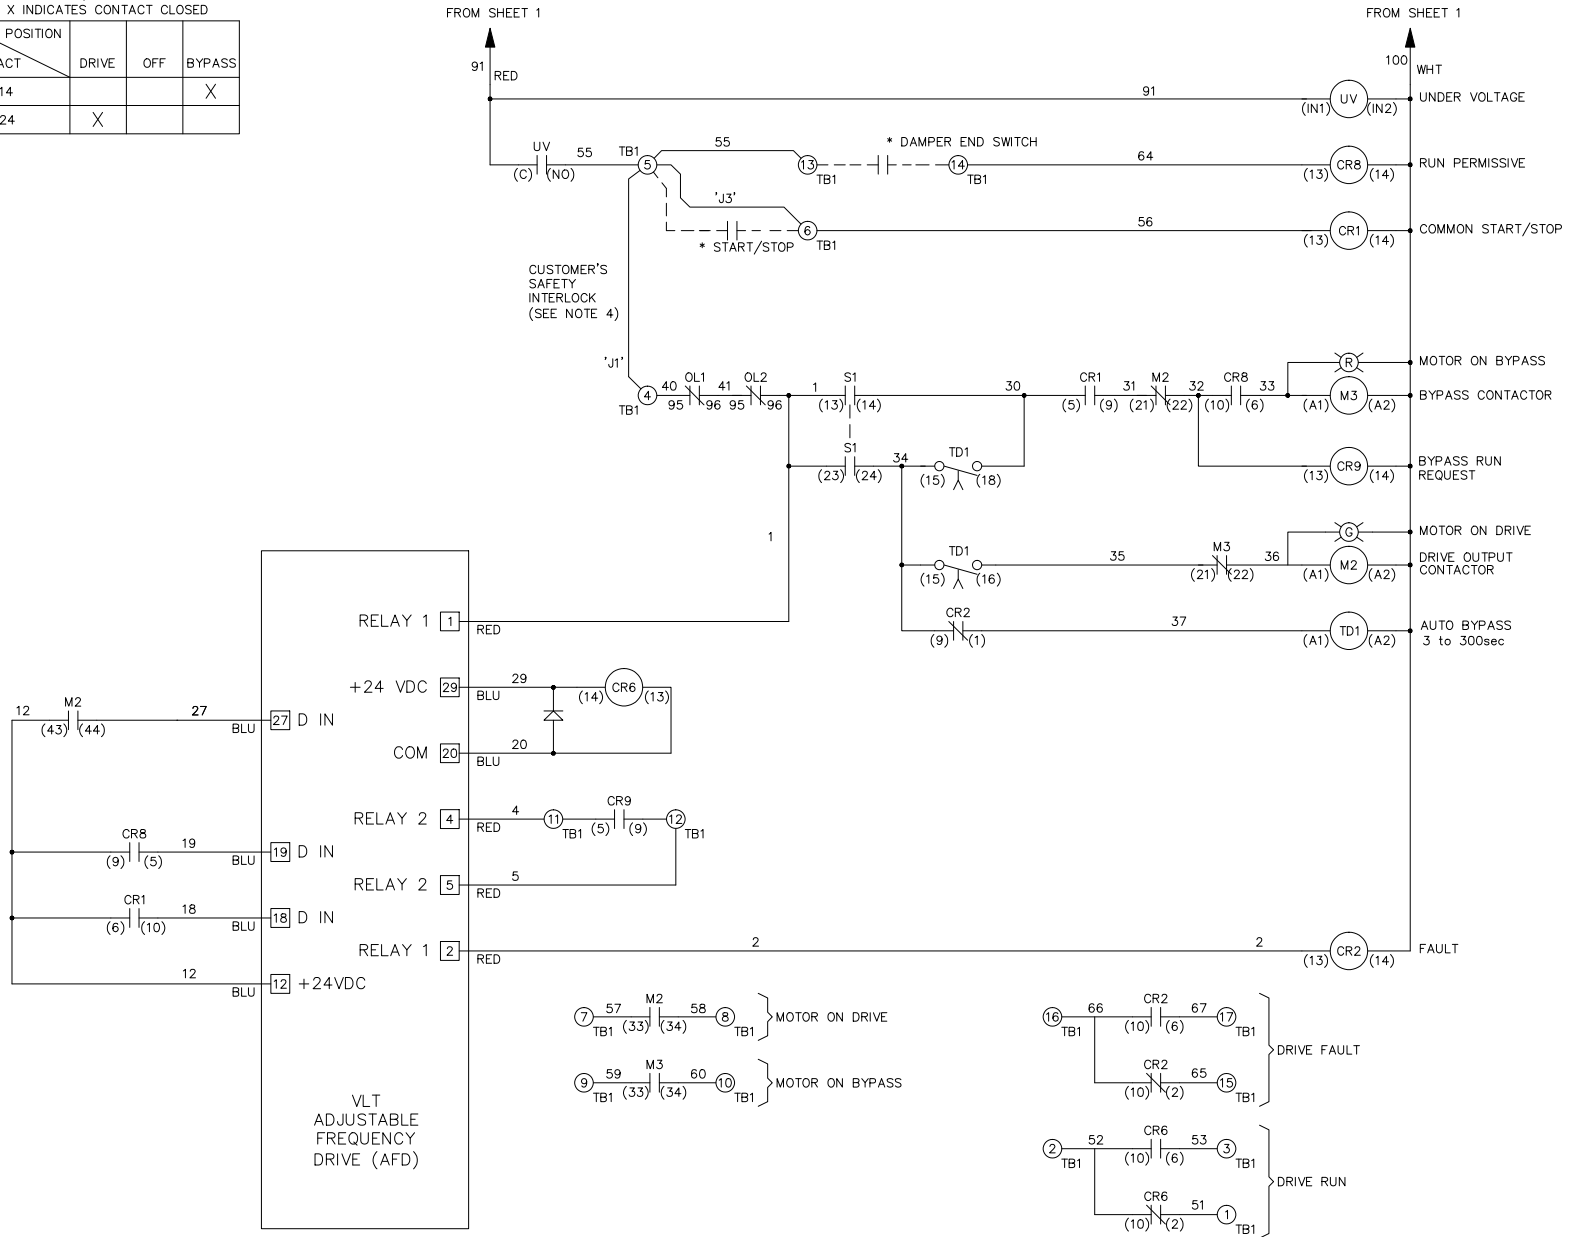 X INDICATES CONTACT CLOSED
POSITION
ACT DRIVE OFF BYPASS
14 X
24 X
FROM SHEET 1
FROM SHEET 1
91 RED
100 WHT
91
(IN1) UV (IN2) UNDER VOLTAGE
UV
(C) (NO)
55
TB1 5
55
13 TB1
* DAMPER END SWITCH
14 TB1
64
(13) CR8 (14) RUN PERMISSIVE
'J3'
* START/STOP
6 TB1
56
(13) CR1 (14) COMMON START/STOP
CUSTOMER'S
SAFETY
INTERLOCK
(SEE NOTE 4)
'J1'
TB1 4
40 OL1 41 OL2
95 96 95 96
1 S1
(13) (14)
30
CR1 31 M2 32 CR8 33
(5) (9) (21) (22) (10) (6)
R MOTOR ON BYPASS
(A1) M3 (A2) BYPASS CONTACTOR
S1
(23) (24)
34
TD1
(15) (18)
(13) CR9 (14)
BYPASS RUN
REQUEST
1
TD1
(15) (16)
35
M3
(21) (22)
36
G MOTOR ON DRIVE
(A1) M2 (A2)
DRIVE OUTPUT
CONTACTOR
CR2
(9) (1)
37
(A1) TD1 (A2)
AUTO BYPASS
3 to 300sec
RELAY 1 1 RED
+24 VDC 29 BLU
29
(14) CR6 (13)
12 M2 27
(43) (44) BLU
27 D IN
COM 20 BLU
20
RELAY 2 4 RED
4
11 TB1
CR9
(5) (9)
12 TB1
CR8 19
(9) (5) BLU
19 D IN
RELAY 2 5 RED
5
CR1 18
(6) (10) BLU
18 D IN
RELAY 1 2 RED
2
2
(13) CR2 (14) FAULT
12 BLU
12 +24VDC
7 TB1 57 M2 58 8 TB1
(33) (34)
MOTOR ON DRIVE
9 TB1 59 M3 60 10 TB1
(33) (34)
MOTOR ON BYPASS
16 TB1 66 CR2 67 17 TB1
(10) (6)
DRIVE FAULT
CR2 65 15 TB1
(10) (2)
2 TB1 52 CR6 53 3 TB1
(10) (6)
DRIVE RUN
CR6 51 1 TB1
(10) (2)
VLT
ADJUSTABLE
FREQUENCY
DRIVE (AFD)